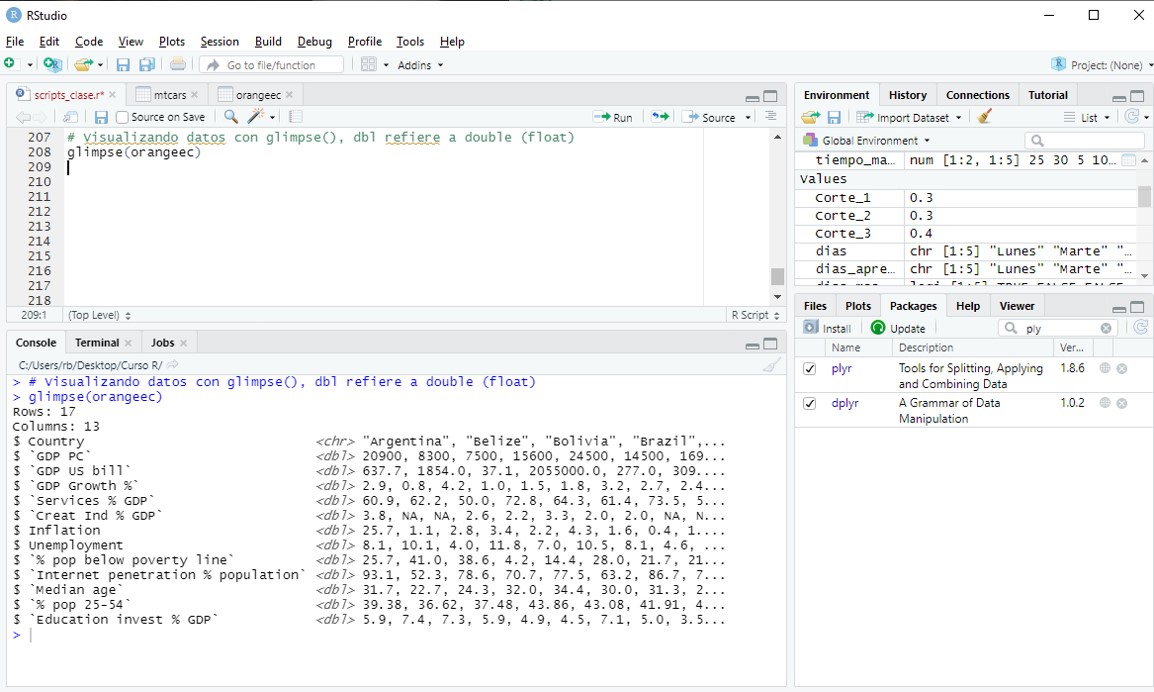 RStudio
File Edit Code View Plots Session Build Debug Profile Tools Help
Go to file/function Addins Project: (None)
scripts_clase.r* mtcars orangeec
Source on Save Run Source
207 # Visualizando datos con glimpse(), dbl refiere a double (float)
208 glimpse(orangeec)
209
210
211
212
213
214
215
216
217
218
209:1 (Top Level) R Script
Console Terminal Jobs
C:/Users/rb/Desktop/Curso R/
> # Visualizando datos con glimpse(), dbl refiere a double (float)
> glimpse(orangeec)
Rows: 17
Columns: 13
$ Country <chr> "Argentina", "Belize", "Bolivia", "Brazil",...
$ `GDP PC` <dbl> 20900, 8300, 7500, 15600, 24500, 14500, 169...
$ `GDP US bill` <dbl> 637.7, 1854.0, 37.1, 2055000.0, 277.0, 309....
$ `GDP Growth %` <dbl> 2.9, 0.8, 4.2, 1.0, 1.5, 1.8, 3.2, 2.7, 2.4...
$ `Services % GDP` <dbl> 60.9, 62.2, 50.0, 72.8, 64.3, 61.4, 73.5, 5...
$ `Creat Ind % GDP` <dbl> 3.8, NA, NA, 2.6, 2.2, 3.3, 2.0, 2.0, NA, N...
$ Inflation <dbl> 25.7, 1.1, 2.8, 3.4, 2.2, 4.3, 1.6, 0.4, 1....
$ Unemployment <dbl> 8.1, 10.1, 4.0, 11.8, 7.0, 10.5, 8.1, 4.6, ...
$ `% pop below poverty line` <dbl> 25.7, 41.0, 38.6, 4.2, 14.4, 28.0, 21.7, 21...
$ `Internet penetration % population` <dbl> 93.1, 52.3, 78.6, 70.7, 77.5, 63.2, 86.7, 7...
$ `Median age` <dbl> 31.7, 22.7, 24.3, 32.0, 34.4, 30.0, 31.3, 2...
$ `% pop 25-54` <dbl> 39.38, 36.62, 37.48, 43.86, 43.08, 41.91, 4...
$ `Education invest % GDP` <dbl> 5.9, 7.4, 7.3, 5.9, 4.9, 4.5, 7.1, 5.0, 3.5...
>
Environment History Connections Tutorial
Import Dataset List
Global Environment
tiempo_ma... num [1:2, 1:5] 25 30 5 10...
Values
Corte_1 0.3
Corte_2 0.3
Corte_3 0.4
dias chr [1:5] "Lunes" "Marte" "...
dias_apre... chr [1:5] "Lunes" "Marte" "...
Files Plots Packages Help Viewer
Install Update ply
Name Description Ver...
plyr Tools for Splitting, Applying 1.8.6
and Combining Data
dplyr A Grammar of Data 1.0.2
Manipulation